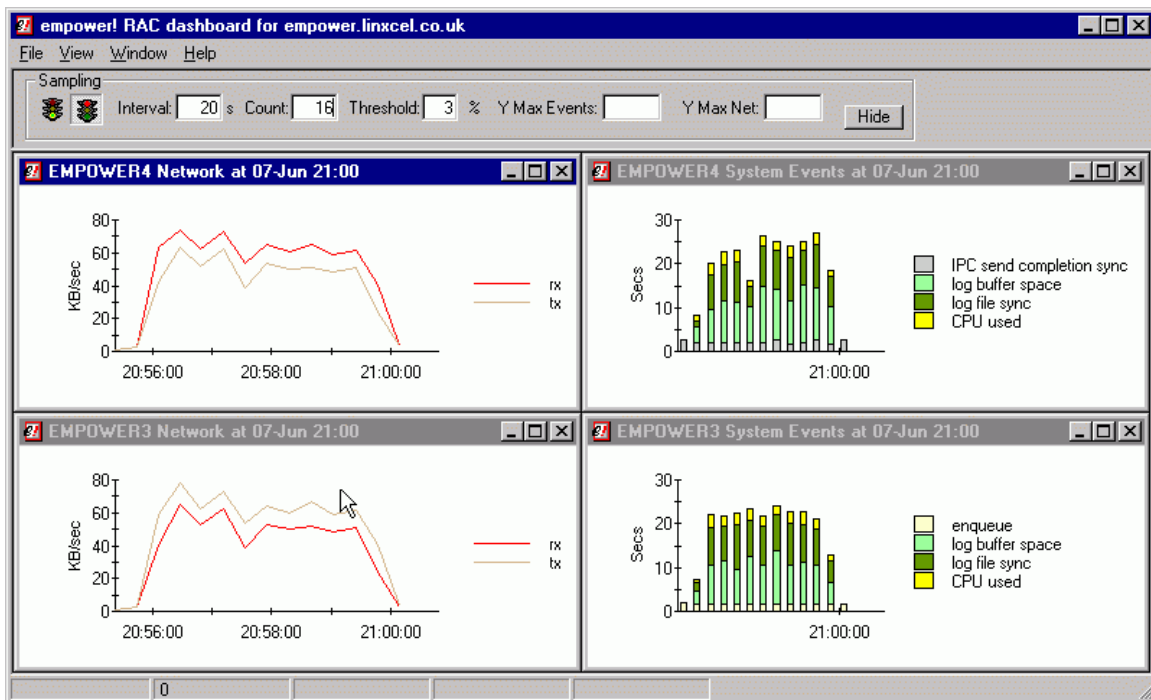 empower! RAC dashboard for empower.linxcel.co.uk
File View Window Help
Sampling
Interval: 20 s Count: 16 Threshold: 3 % Y Max Events: Y Max Net: Hide
EMPOWER4 Network at 07-Jun 21:00
80
60
40
20
0
KB/sec
20:56:00 20:58:00 21:00:00
rx
tx
EMPOWER4 System Events at 07-Jun 21:00
30
20
10
0
Secs
21:00:00
IPC send completion sync
log buffer space
log file sync
CPU used
EMPOWER3 Network at 07-Jun 21:00
80
60
40
20
0
KB/sec
20:56:00 20:58:00 21:00:00
rx
tx
EMPOWER3 System Events at 07-Jun 21:00
30
20
10
0
Secs
21:00:00
enqueue
log buffer space
log file sync
CPU used
0